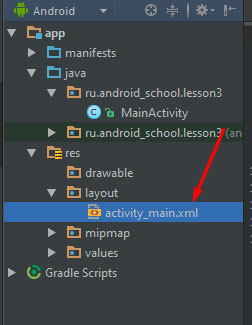 Android
app
manifests
java
ru.android_school.lesson3
MainActivity
ru.android_school.lesson3 (an
res
drawable
layout
activity_main.xml
mipmap
values
Gradle Scripts